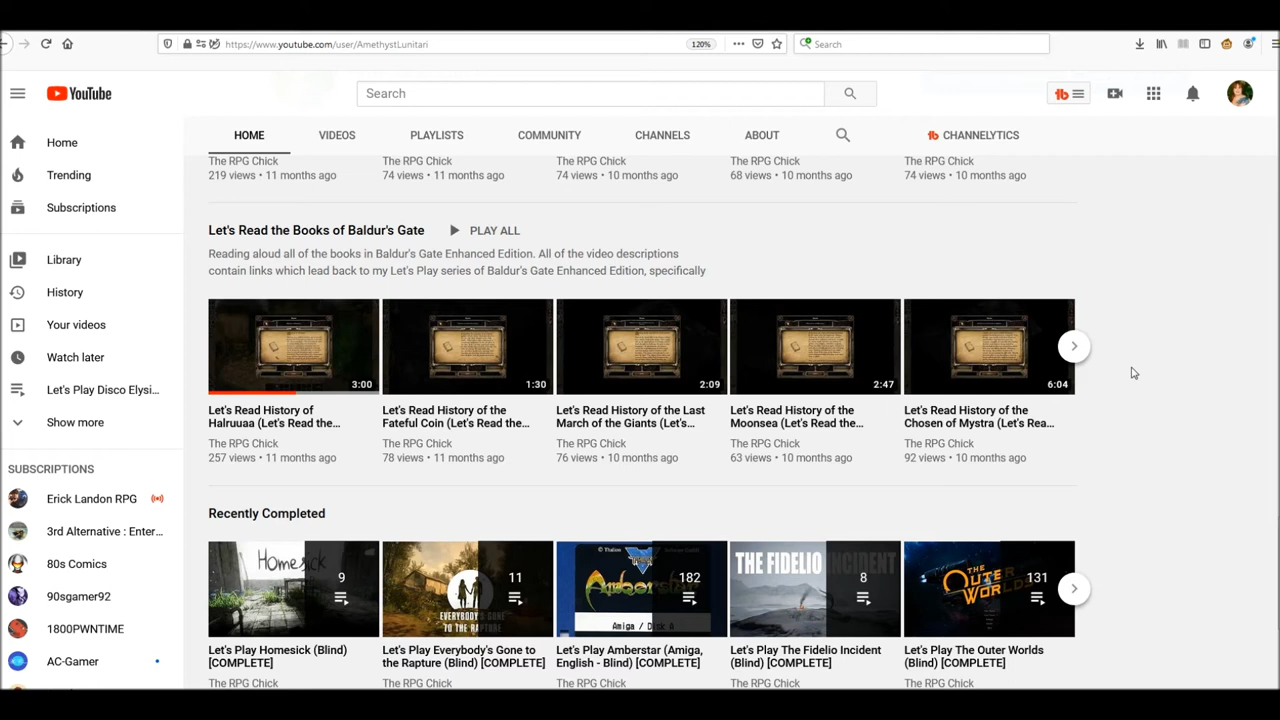 https://www.youtube.com/user/AmethystLunitari
120%
Search
YouTube
Search
HOME
VIDEOS
PLAYLISTS
COMMUNITY
CHANNELS
ABOUT
CHANNELYTICS
Home
Trending
Subscriptions
Library
History
Your videos
Watch later
Let's Play Disco Elysi...
Show more
SUBSCRIPTIONS
Erick Landon RPG
3rd Alternative : Enter...
80s Comics
90sgamer92
1800PWNTIME
AC-Gamer
The RPG Chick
219 views • 11 months ago
The RPG Chick
74 views • 11 months ago
The RPG Chick
74 views • 10 months ago
The RPG Chick
68 views • 10 months ago
The RPG Chick
74 views • 10 months ago
Let's Read the Books of Baldur's Gate
PLAY ALL
Reading aloud all of the books in Baldur's Gate Enhanced Edition. All of the video descriptions
contain links which lead back to my Let's Play series of Baldur's Gate Enhanced Edition, specifically
3:00
Let's Read History of
Halruuaa (Let's Read the...
The RPG Chick
257 views • 11 months ago
1:30
Let's Read History of the
Fateful Coin (Let's Read the...
The RPG Chick
78 views • 11 months ago
2:09
Let's Read History of the Last
March of the Giants (Let's...
The RPG Chick
76 views • 10 months ago
2:47
Let's Read History of the
Moonsea (Let's Read the...
The RPG Chick
63 views • 10 months ago
6:04
Let's Read History of the
Chosen of Mystra (Let's Rea...
The RPG Chick
92 views • 10 months ago
Recently Completed
Homesick
9
Let's Play Homesick (Blind)
[COMPLETE]
The RPG Chick
EVERYBODY'S GONE
TO THE RAPTURE
11
Let's Play Everybody's Gone to
the Rapture (Blind) [COMPLETE]
The RPG Chick
Amberstar
Amiga / Disk A
182
Let's Play Amberstar (Amiga,
English - Blind) [COMPLETE]
The RPG Chick
THE FIDELIO INCIDENT
8
Let's Play The Fidelio Incident
(Blind) [COMPLETE]
The RPG Chick
THE
OUTER
WORLDS
131
Let's Play The Outer Worlds
(Blind) [COMPLETE]
The RPG Chick